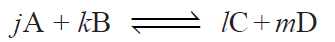 jA + kB ⇌ lC + mD